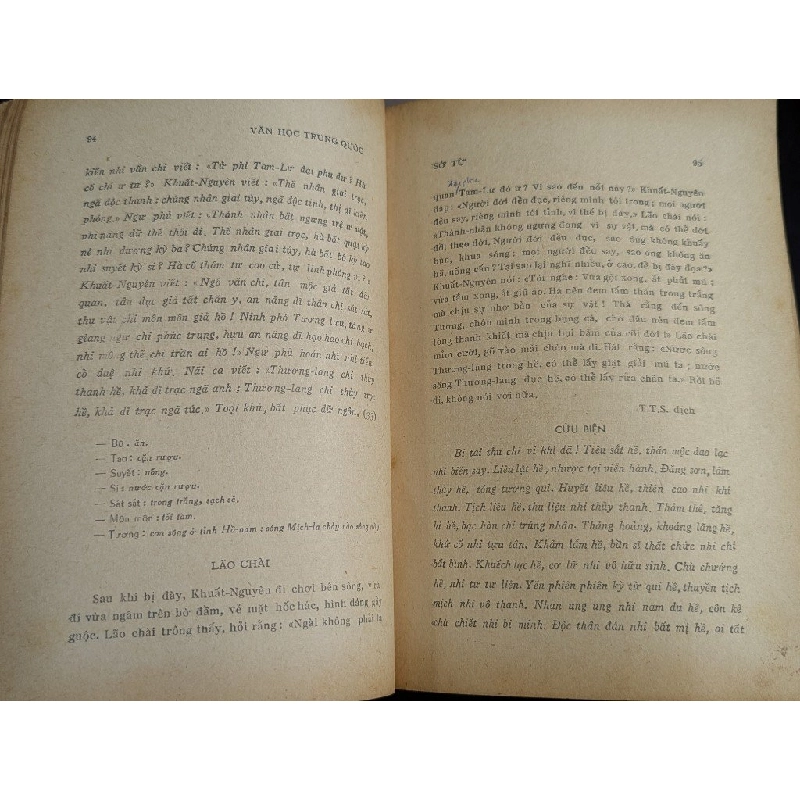 94 VĂN HỌC TRUNG QUỐC
kiến nhi vấn chi viết : «Tử phi Tam-Lư đại phu dư ? Hà
cố chí ư tư ?» Khuất-Nguyên viết : «Thế nhân giai trọc,
ngã độc thanh ; chúng nhân giai túy, ngã độc tỉnh, thị dĩ kiến
phóng.» Ngư phủ viết : «Thánh nhân bất ngưng trệ ư vật,
nhi năng dữ thế thôi di. Thế nhân giai trọc, hà bất quật kỳ
nê nhi dương kỳ ba ? Chúng nhân giai túy, hà bất bô kỳ tao
nhi suyết kỳ si ? Hà cố thâm tư cao cử, tự linh phóng vi ? ;
Khuất Nguyên viết : «Ngô văn chi, tân mộc giả tất đàn
quan, tân dục giả tất chấn y, an năng dĩ thân chi sát sát,
thụ vật chi môn môn giả hồ ! Ninh phó Tương lưu, táng ư
giang ngư chi phúc trung, hựu an năng dĩ hạo hạo chi bạch,
nhi mông thế chi trần ai hồ !» Ngư phủ hoản nhĩ nhi tiếu,
cổ duệ nhi khứ. Nãi ca viết : «Thương-lang chi thủy
thanh hề, khả dĩ trạc ngã anh ; Thương-lang chi thủy trọc
hề, khả dĩ trạc ngã túc.» Toại khứ, bất phục dữ ngôn. (35)
— Bô : ăn.
— Tao : cặn rượu.
— Suyết : nống.
— Si : nước cặn rượu.
— Sát sát : trong trắng, sạch sẽ.
— Môn môn : tối tăm.
— Tương : con sông ở tỉnh Hồ-nam
LÃO CHÀI
Sau khi bị đầy, Khuất-Nguyên đi chợi bên sông, vừa
đi vừa ngâm trên bờ đầm, vẻ mặt hốc hác, hình dáng gầy
guộc. Lão chài trông thấy, hỏi rằng : «Ngài không phải là
SỞ TỪ 95
quan Tam-Lư đó ư ? Vì sao đến nỗi này ?» Khuất-Nguyên
đáp : «Người đời đều đục, riêng mình tôi trong ; mọi người
đều say, riêng mình tôi tỉnh, vì thế bị đày.» Lão chài nói :
«Thánh-nhân không ngưng đọng vì sự vật, mà có thể dời
đổi theo đời. Người đời đều đục, sao ông không khuấy
bùn, khua sóng ; mọi người đều say, sao ông không ăn
hề, uống cặn ? Tại sao lại nghĩ nhiều, ở cao, để bị đày đọa ?»
Khuất-Nguyên nói : «Tôi nghe : Vừa gội xong, ắt phải mũ ;
vừa tắm xong, ắt giũ áo. Há nên đem tấm thân trong trắng
mà chịu sự nhơ bẩn của sự vật ! Thà rằng đến sông
Tương, chôn mình trong bụng cá, cho đâu nên đem tấm
lòng thanh khiết mà chịu bụi bặm của cõi đời !» Lão chài
mỉm cười, gõ vào mái chèo mà đi. Hát rằng : «Nước sông
Thương-lang trong hề, có thể lấy giặt giải mũ ta ; nước
sông Thương-lang đục hề, có thể lấy rửa chân ta.» Rồi bỏ
đi, không nói với nữa.
T.T.S. dịch
CỬU BIỆN
Bi tai thu chi vi khí dã ! Tiêu sắt hề, thảo mộc dao lạc
nhi biến suy. Liêu lật hề, nhược tại viễn hành. Đăng sơn, lâm
thủy hề, tống tương qui. Huyết liêu hề, thiên cao nhi khí
thanh. Tịch liêu hề, thu liệu nhi thủy thanh. Thảm thê, tăng
hi hề, bạc hàn chi trúng nhân. Thảng hoảng, khoảng lãng hề,
khứ cố nhi tựu tân. Khảm lẫm hề, bần sĩ thất chức nhi chí
bất bình. Khuếch lạc hề, cơ lữ nhi vô hữu sinh. Chù chướng
hề, nhi tư tự liên. Yến phiên phiên kỳ từ qui hề, thuyền tịch
mịch nhi vô thanh. Nhạn ung ung nhi nam du hề, côn kê
chù chiết nhi bi minh. Độc thân đán nhi bất mị hề, ai tất